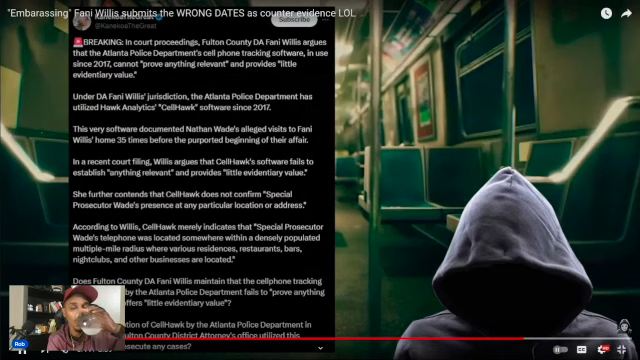 "Embarassing" Fani Willis submits the WRONG DATES as counter evidence LOL
@KanekoaTheGreat
Subscribe
🚨BREAKING: In court proceedings, Fulton County DA Fani Willis argues
that the Atlanta Police Department's cell phone tracking software, in use
since 2017, cannot "prove anything relevant" and provides "little
evidentiary value."
Under DA Fani Willis' jurisdiction, the Atlanta Police Department has
utilized Hawk Analytics' "CellHawk" software since 2017.
This very software documented Nathan Wade's alleged visits to Fani
Willis' home 35 times before the purported beginning of their affair.
In a recent court filing, Willis argues that CellHawk's software fails to
establish "anything relevant" and provides "little evidentiary value."
She further contends that CellHawk does not confirm "Special
Prosecutor Wade's presence at any particular location or address."
According to Willis, CellHawk merely indicates that "Special Prosecutor
Wade's telephone was located somewhere within a densely populated
multiple-mile radius where various residences, restaurants, bars,
nightclubs, and other businesses are located."
Does Fulton County DA Fani Willis maintain that the cellphone tracking
by the Atlanta Police Department fails to "prove anything
offers "little evidentiary value"?
tion of CellHawk by the Atlanta Police Department in
ulton County District Attorney's office utilized this
secute any cases?
Rob